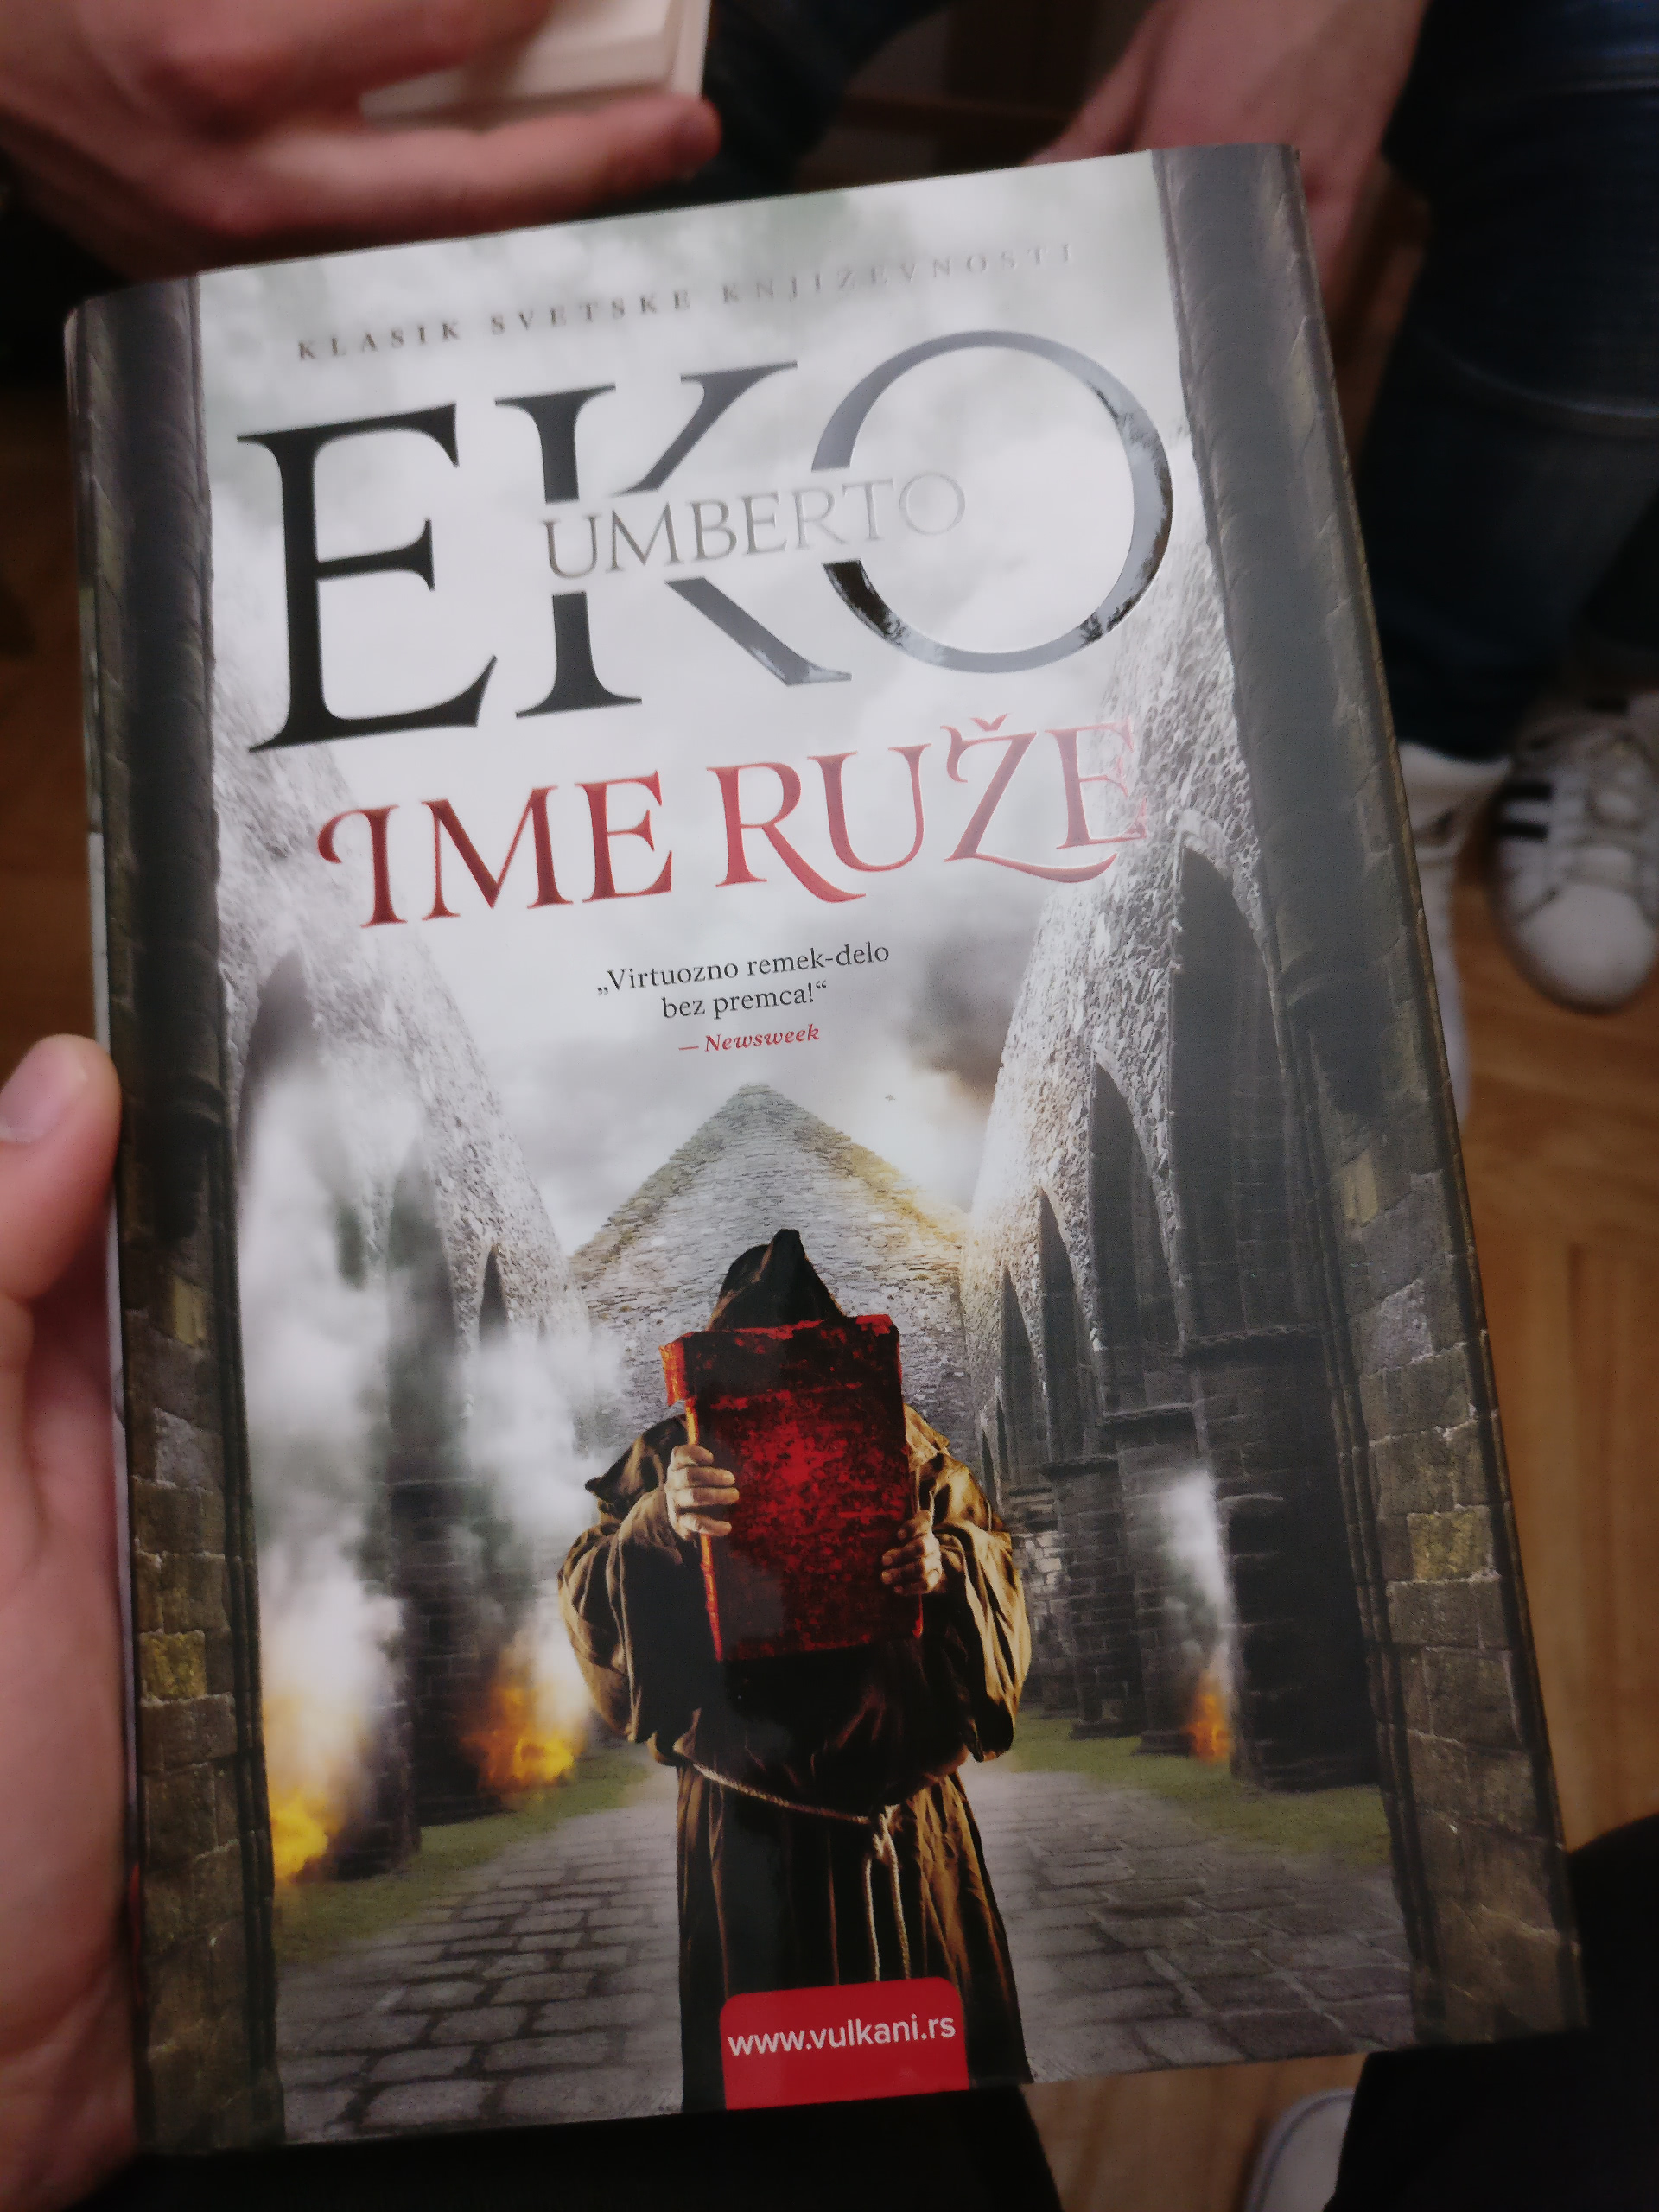 KLASIK SVETSKE KNJIŽEVNOSTI
EKO
UMBERTO
IME RUŽE
„Virtuozno remek-delo
bez premca!“
— Newsweek
www.vulkani.rs